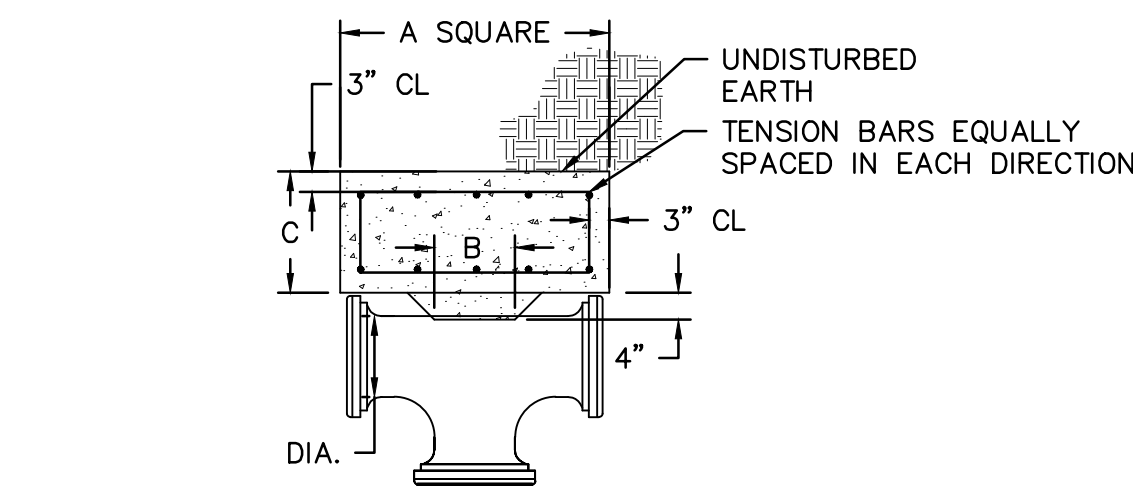 A SQUARE
3” CL
UNDISTURBED
EARTH
TENSION BARS EQUALLY
SPACED IN EACH DIRECTION
3” CL
C
B
4”
DIA.